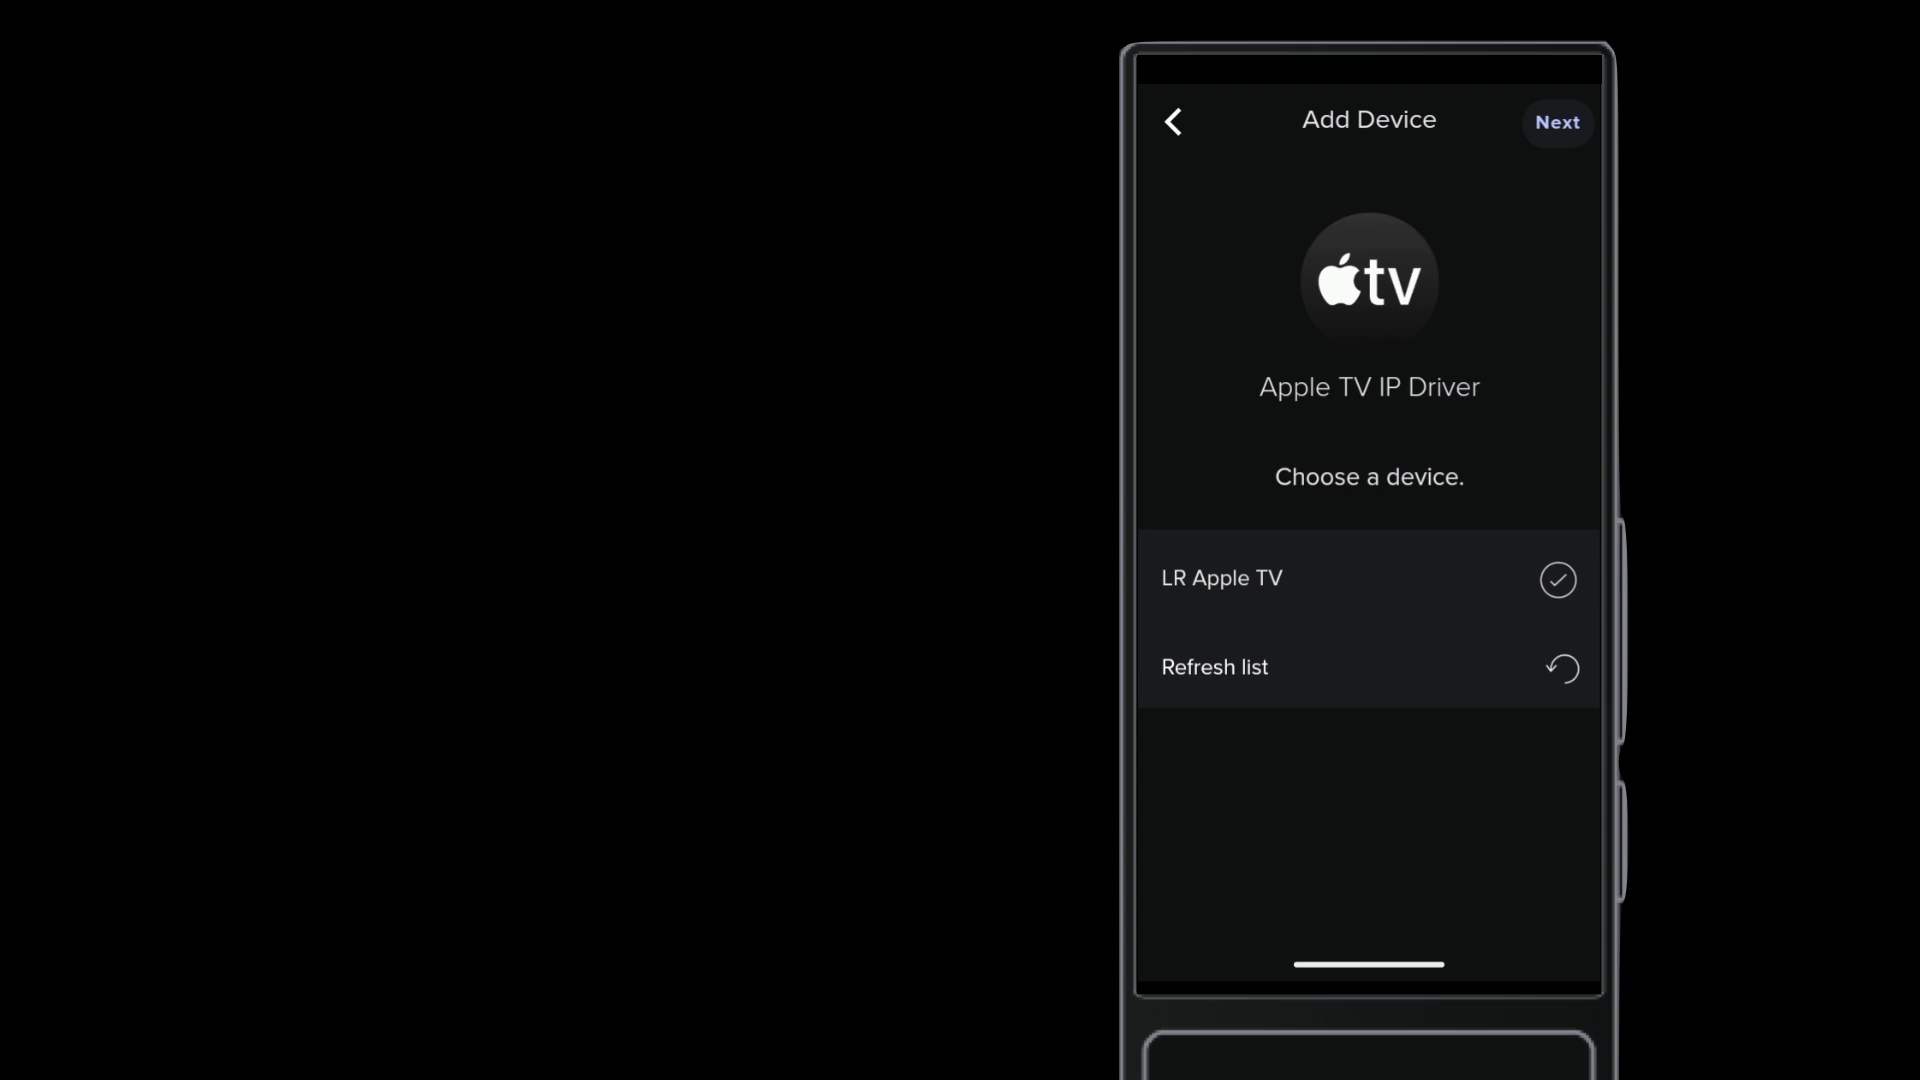 Add Device
Next
tv
Apple TV IP Driver
Choose a device.
LR Apple TV
Refresh list